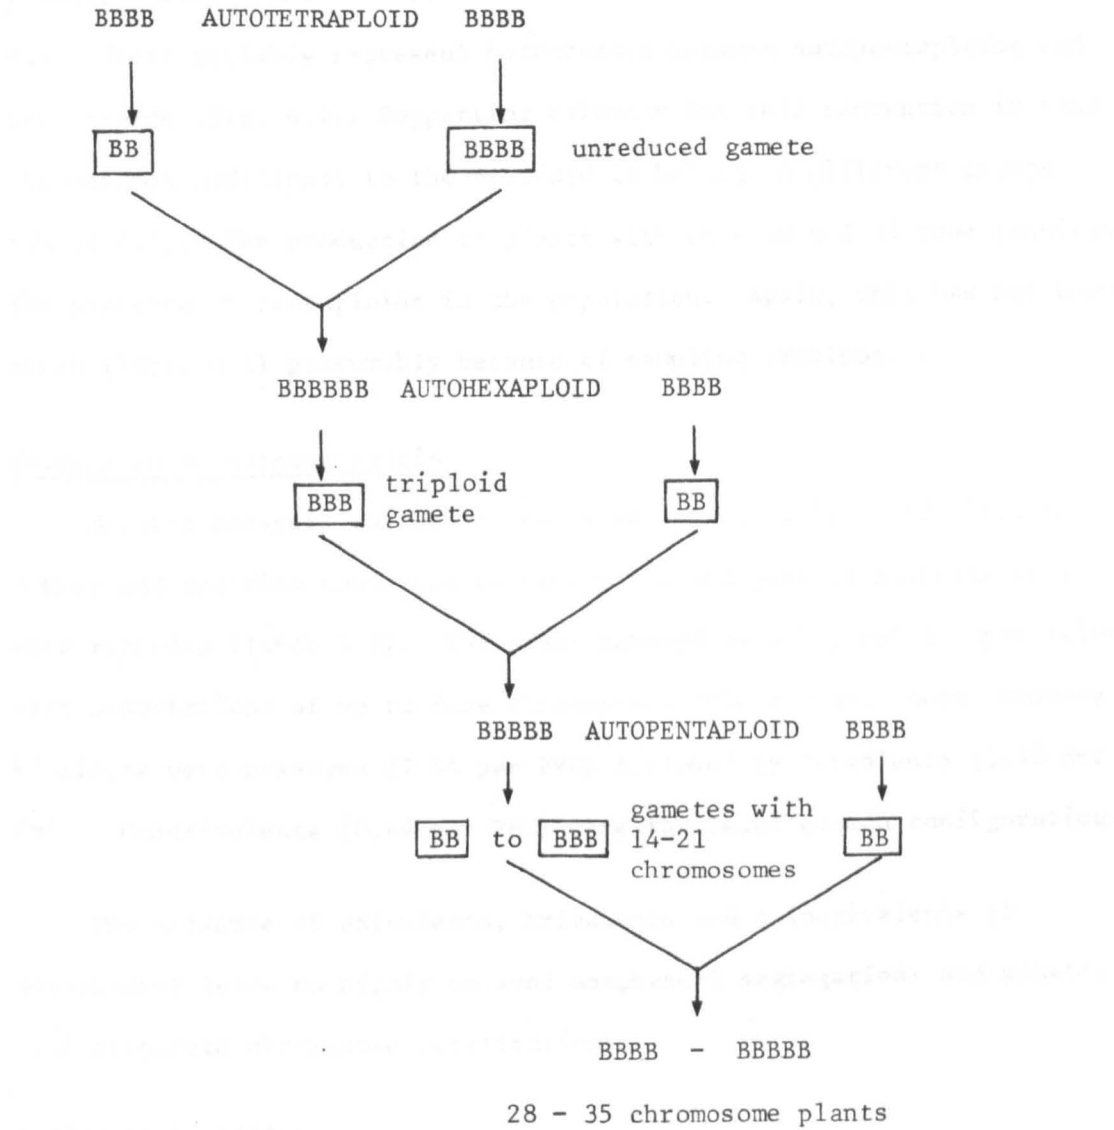 BBBB AUTOTETRAPLOID BBBB
BB BBBB unreduced gamete
BBBBBB AUTOHEXAPLOID BBBB
triploid
BBB gamete BB
BBBBB AUTOPENTAPLOID BBBB
gametes with
BB to BBB 14-21 BB
chromosomes
BBBB - BBBBB
28 - 35 chromosome plants